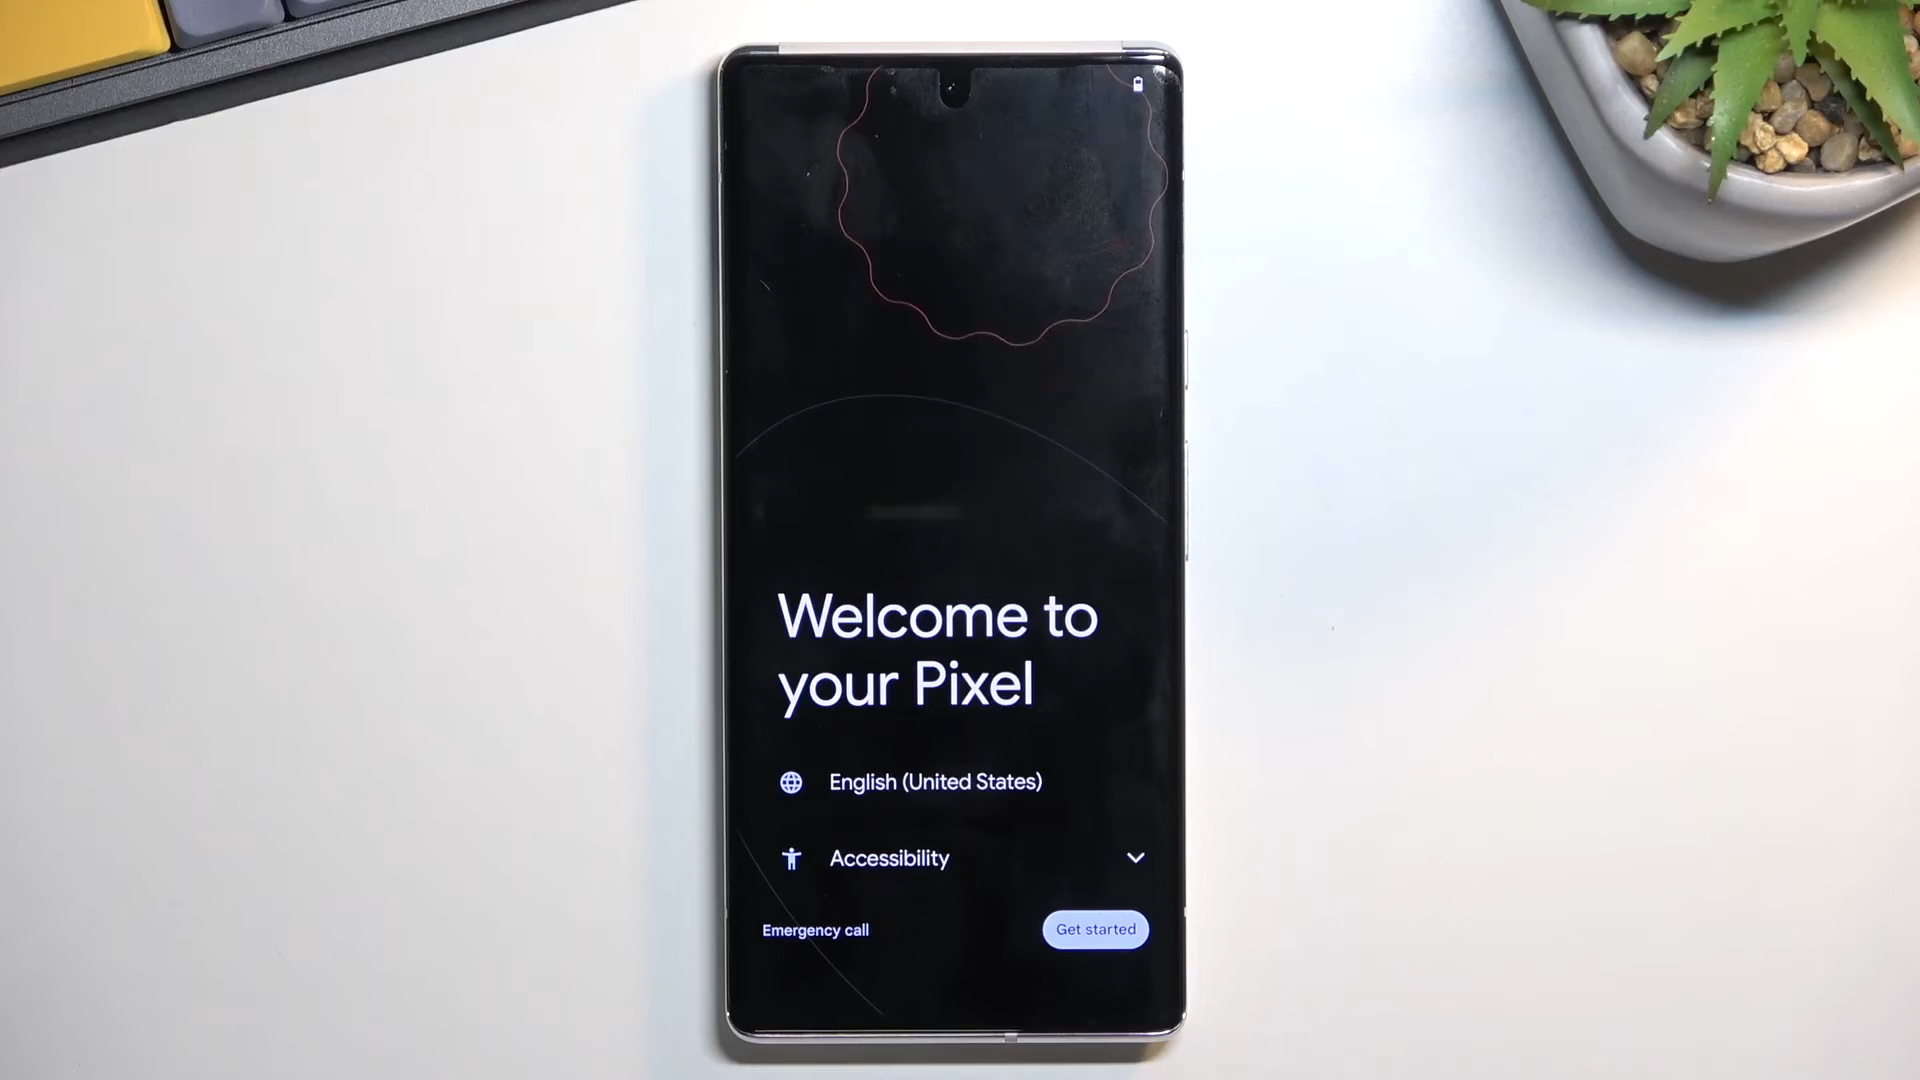 Welcome to
your Pixel
English (United States)
Accessibility
Emergency call
Get started